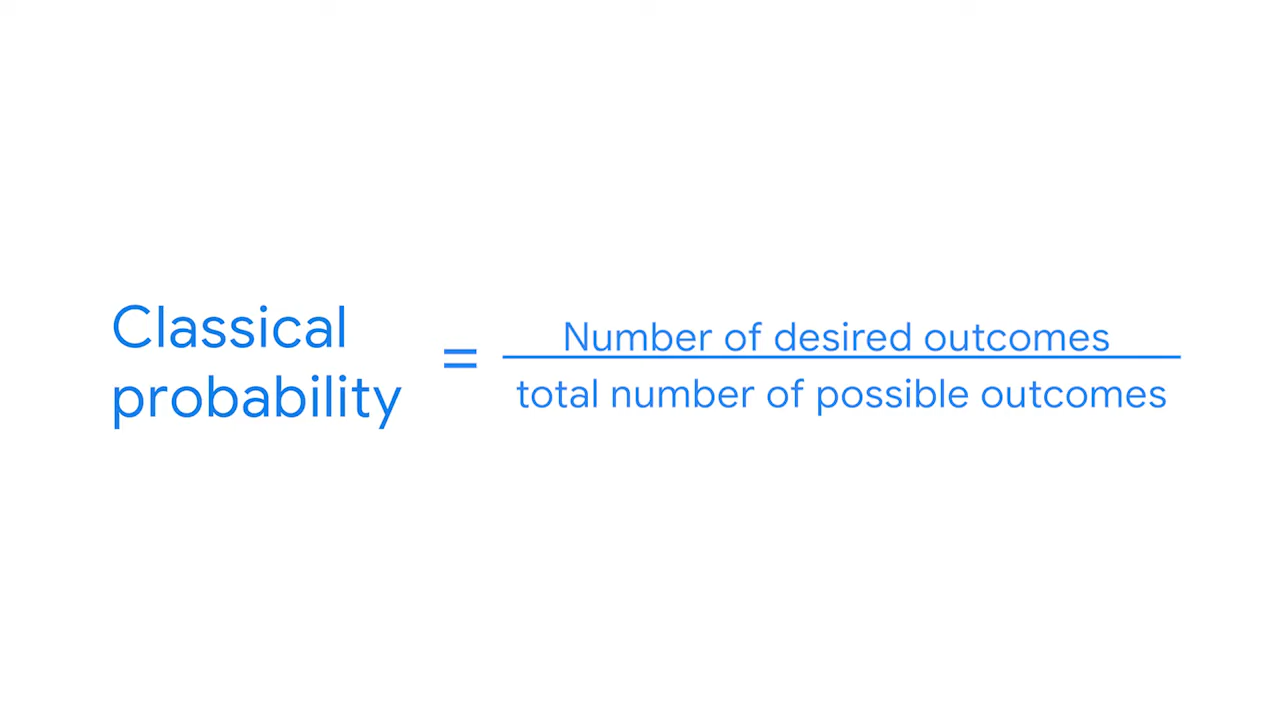 Classical
probability
=
Number of desired outcomes
total number of possible outcomes